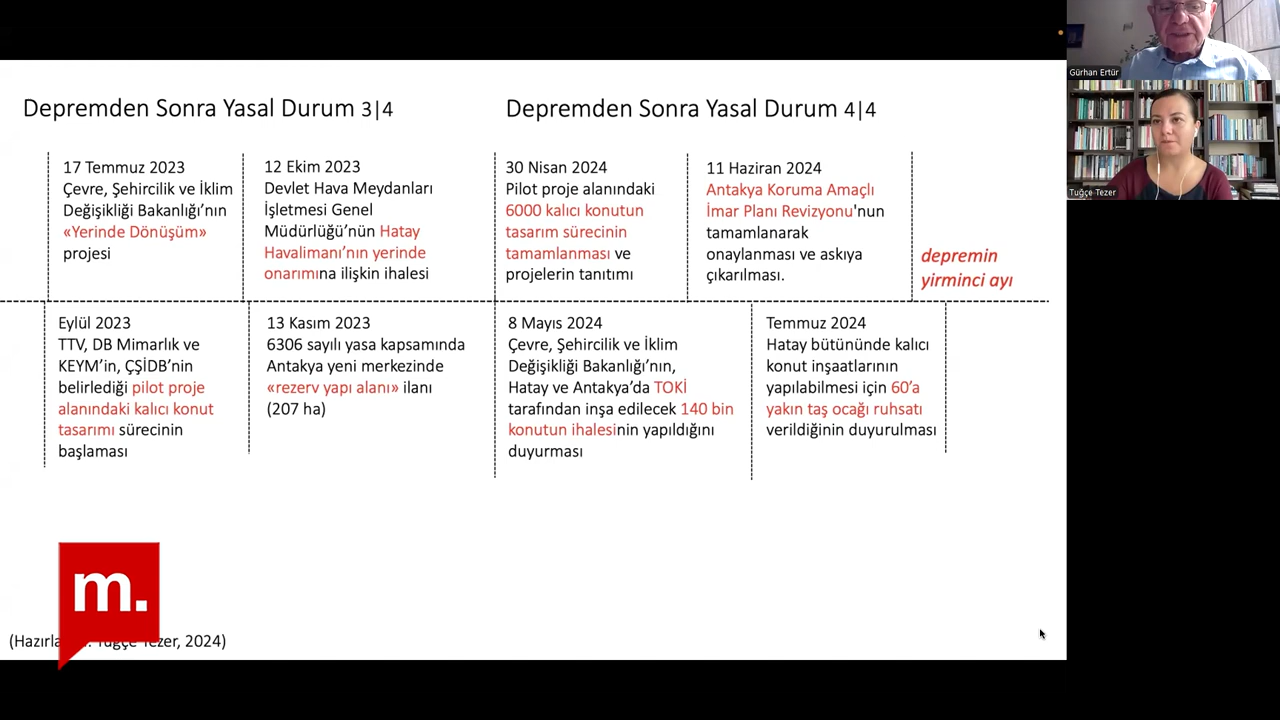 Depremden Sonra Yasal Durum 3|4
17 Temmuz 2023
Çevre, Şehircilik ve İklim
Değişikliği Bakanlığı’nın
«Yerinde Dönüşüm»
projesi
12 Ekim 2023
Devlet Hava Meydanları
İşletmesi Genel
Müdürlüğü’nün Hatay
Havalimanı’nın yerinde
onarımına ilişkin ihalesi
Eylül 2023
TTV, DB Mimarlık ve
KEYM’in, ÇŞİDB’nin
belirlediği pilot proje
alanındaki kalıcı konut
tasarımı sürecinin
başlaması
13 Kasım 2023
6306 sayılı yasa kapsamında
Antakya yeni merkezinde
«rezerv yapı alanı» ilanı
(207 ha)
Depremden Sonra Yasal Durum 4|4
30 Nisan 2024
Pilot proje alanındaki
6000 kalıcı konutun
tasarım sürecinin
tamamlanması ve
projelerin tanıtımı
11 Haziran 2024
Antakya Koruma Amaçlı
İmar Planı Revizyonu'nun
tamamlanarak
onaylanması ve askıya
çıkarılması.
depremin
yirminci ayı
8 Mayıs 2024
Çevre, Şehircilik ve İklim
Değişikliği Bakanlığı’nın,
Hatay ve Antakya’da TOKİ
tarafından inşa edilecek 140 bin
konutun ihalesinin yapıldığını
duyurması
Temmuz 2024
Hatay bütününde kalıcı
konut inşaatlarının
yapılabilmesi için 60’a
yakın taş ocağı ruhsatı
verildiğinin duyurulması
m.
Tuğçe Tezer, 2024)
Gürhan Ertür
Tuğçe Tezer